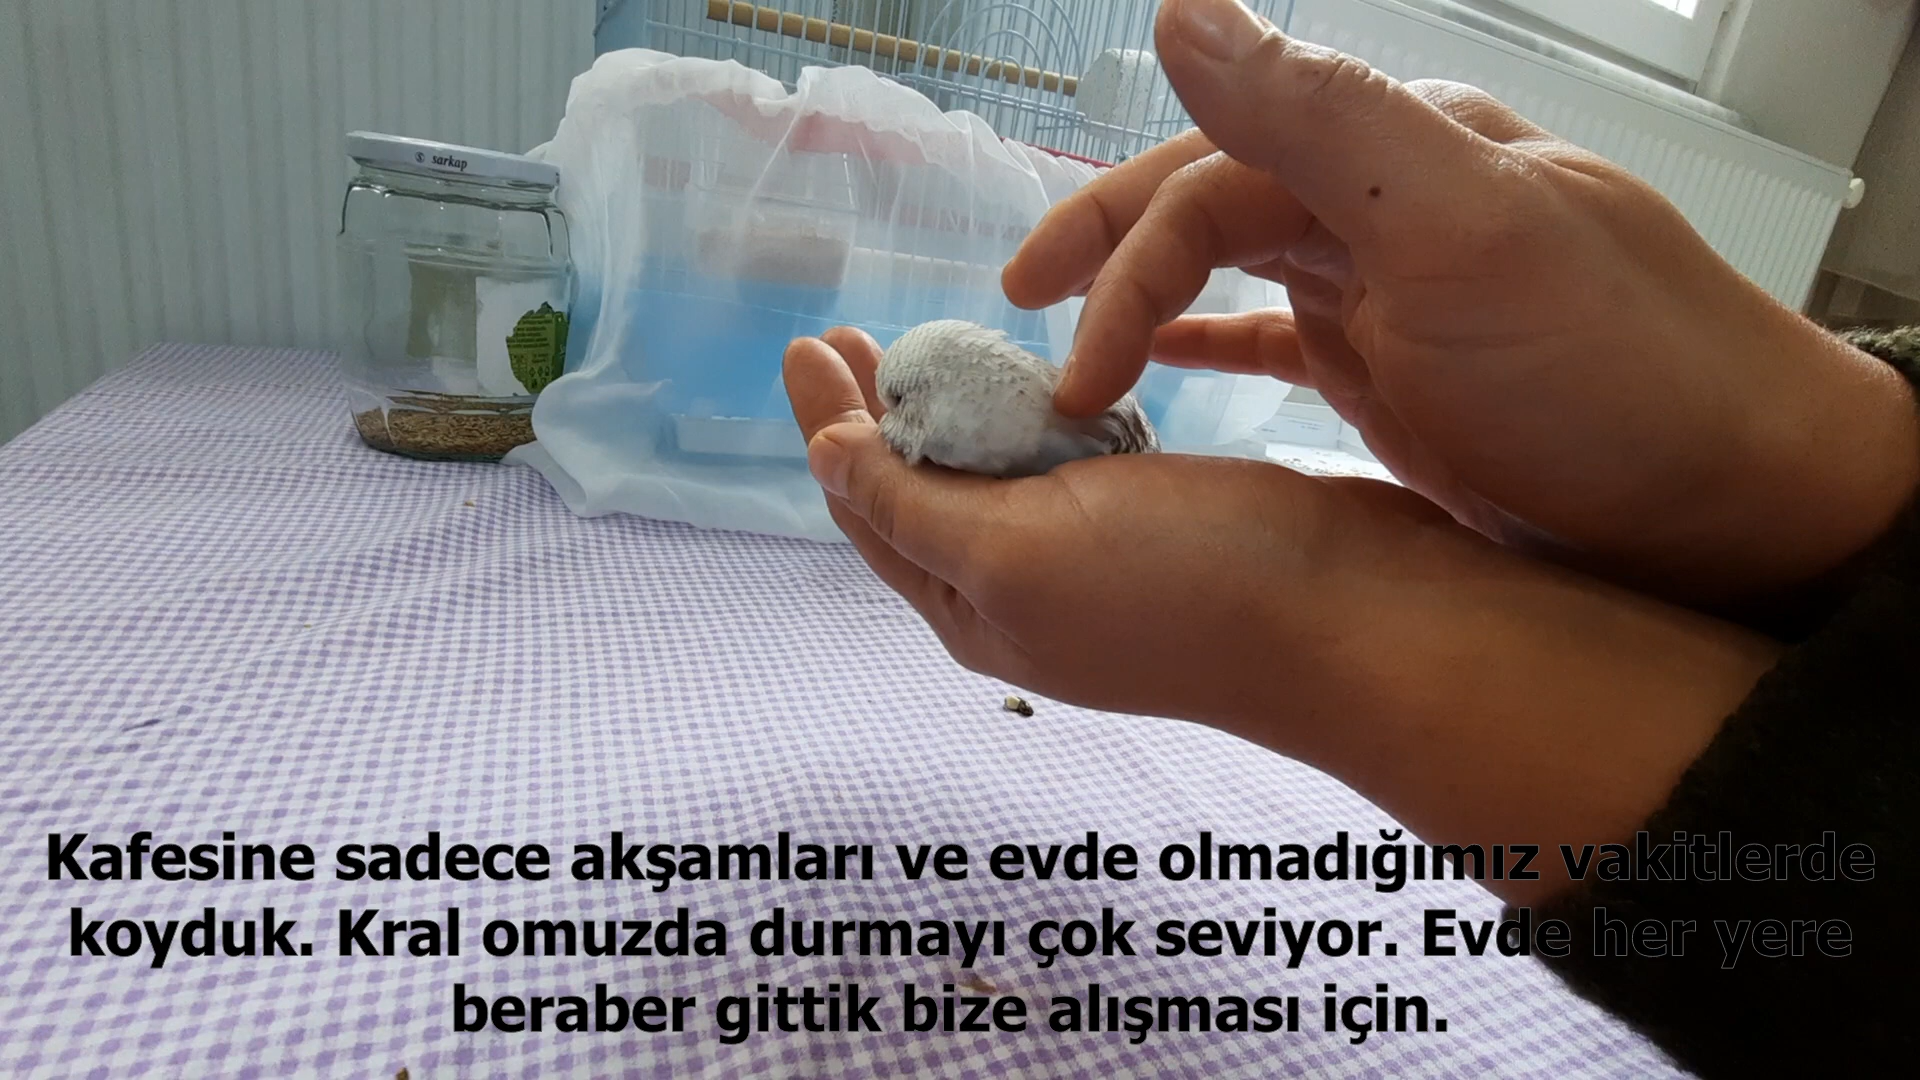 sarkap
Kafesine sadece akşamları ve evde olmadığımız vakitlerde
koyduk. Kral omuzda durmayı çok seviyor. Evde her yere
beraber gittik bize alışması için.